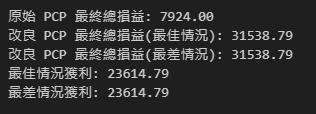 原始 PCP 最終總損益: 7924.00
改良 PCP 最終總損益(最佳情況): 31538.79
改良 PCP 最終總損益(最差情況): 31538.79
最佳情況獲利: 23614.79
最差情況獲利: 23614.79